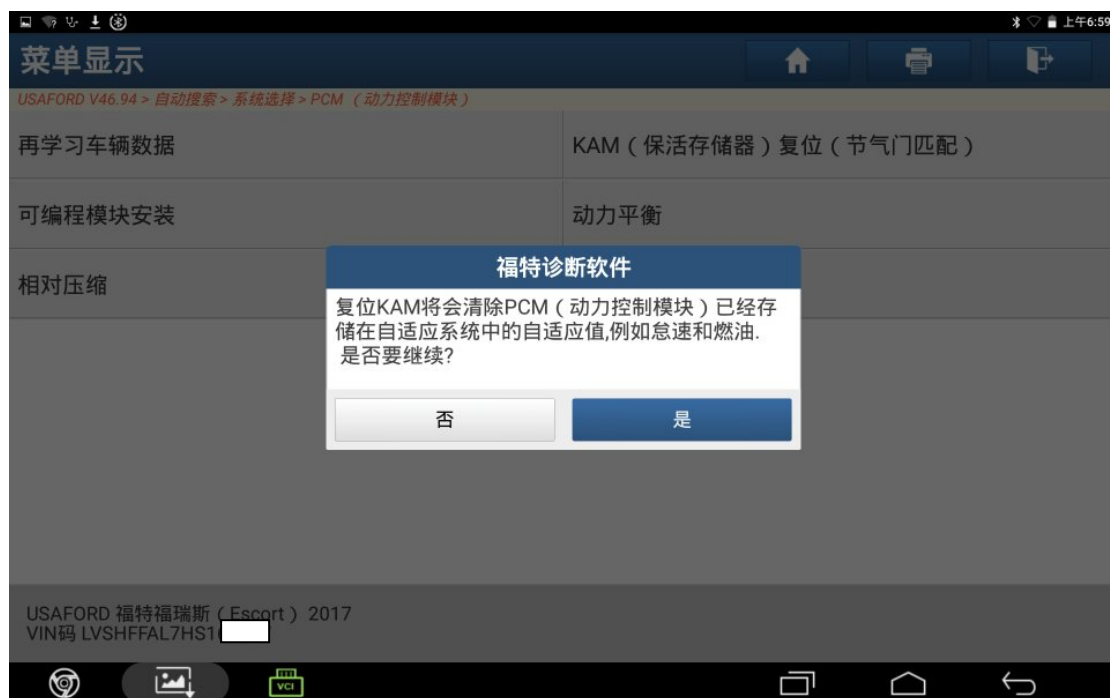 上午6:59
菜单显示
USAFORD V46.94 > 自动搜索 > 系统选择 > PCM （动力控制模块）
再学习车辆数据
KAM（保活存储器）复位（节气门匹配）
可编程模块安装
动力平衡
相对压缩
福特诊断软件
复位KAM将会清除PCM（动力控制模块）已经存
储在自适应系统中的自适应值,例如怠速和燃油.
是否要继续?
否
是
USAFORD 福特福瑞斯（Escort）2017
VIN码 LVSHFFAL7HS1
VCI